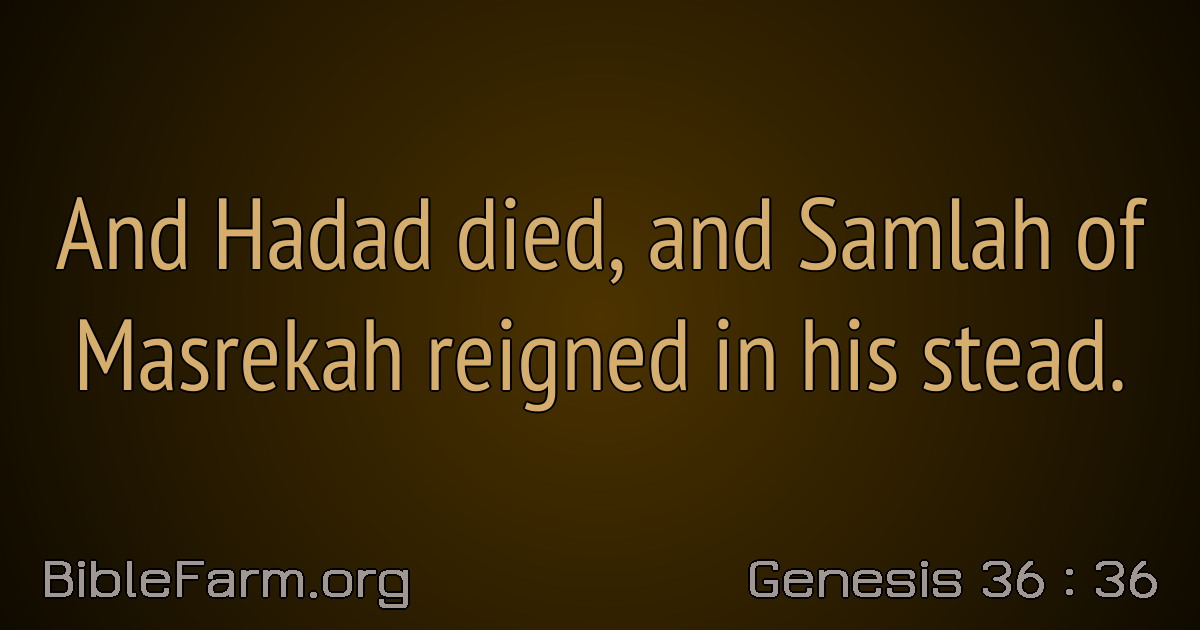 And Hadad died, and Samlah of
Masrekah reigned in his stead.
BibleFarm.org
Genesis 36 : 36